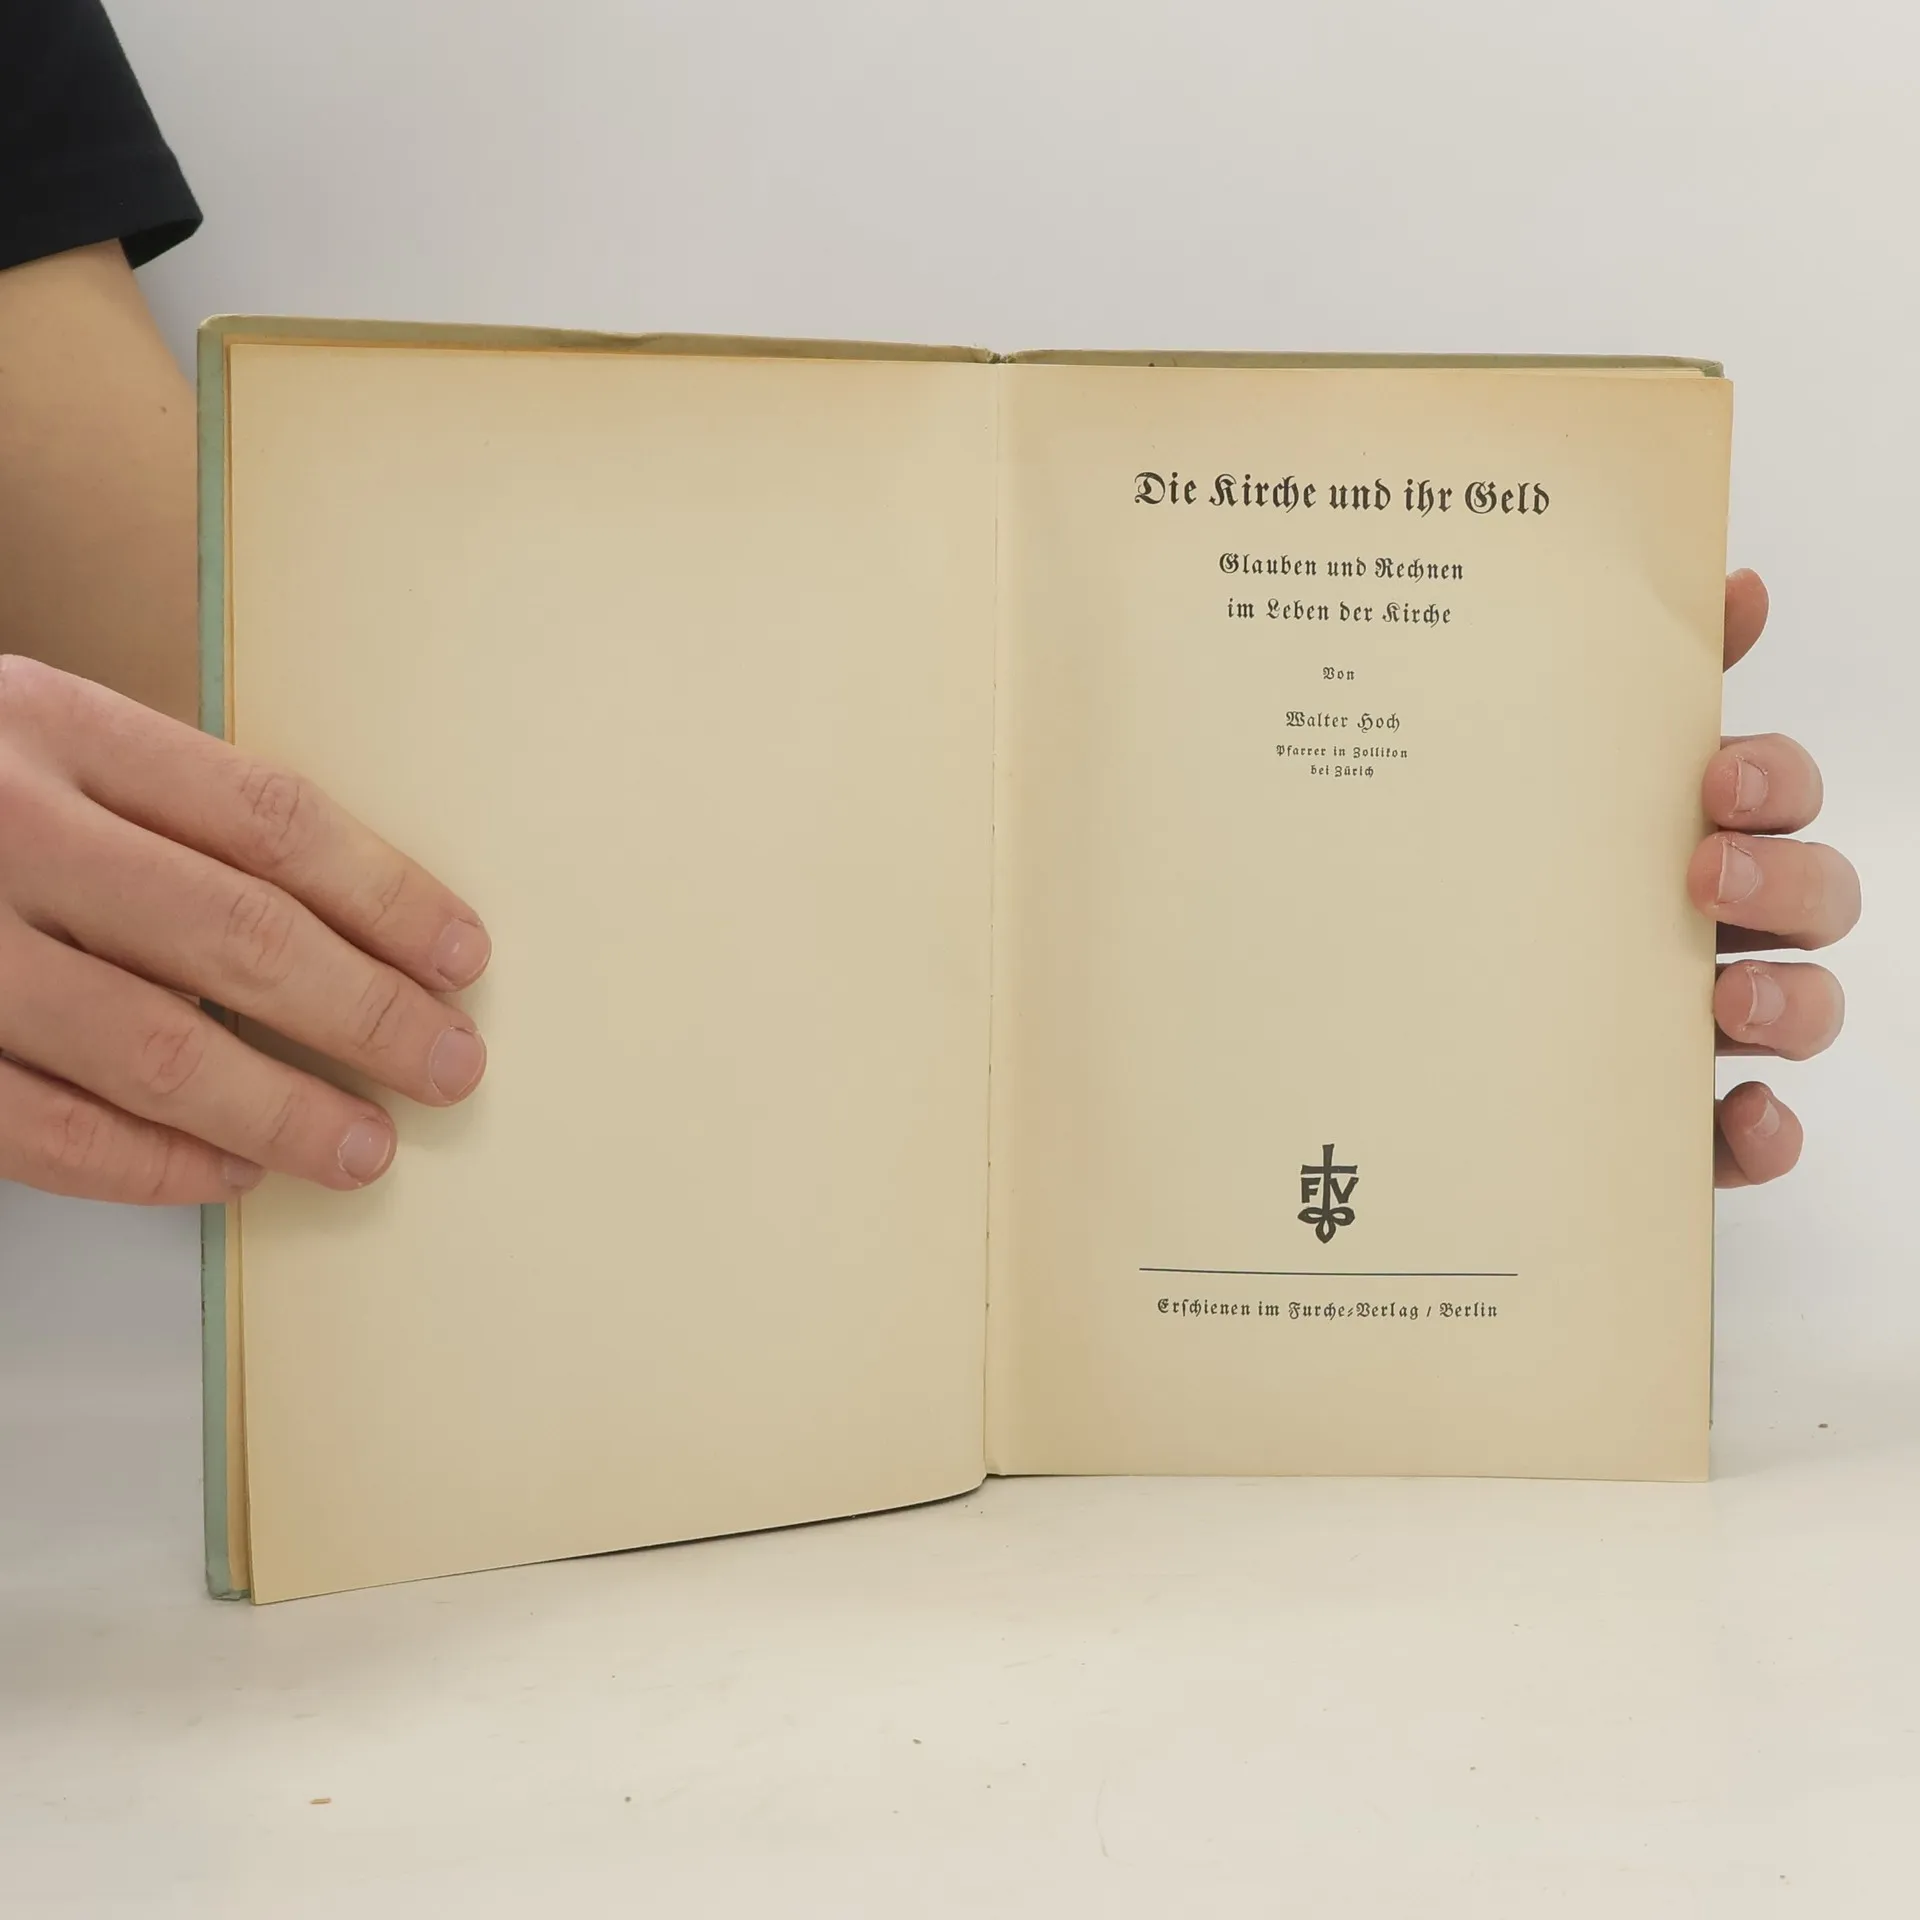 Die Kirche und ihr Geld
Glauben und Rechnen
im Leben der Kirche
Von
Walter Hoch
Pfarrer in Zollikon
bei Zürich
FV
Erſchienen im Furche-Verlag / Berlin